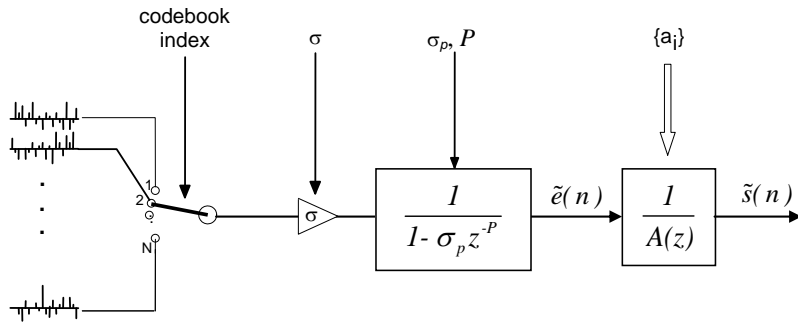 codebook
index
σ
σₚ, P
{aᵢ}
1
2
N
σ
1
1- σₚ z⁻ᴾ
ẽ(n)
1
A(z)
s̃(n)